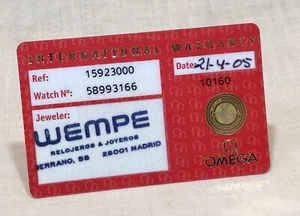 INTERNATIONAL WARRANTY
Ref: 15923000
Date: 21-4-05
Watch Nº: 58993166
10160
Jeweler:
WEMPE
RELOJEROS & JOYEROS
SERRANO, 58 28001 MADRID
Ω
OMEGA